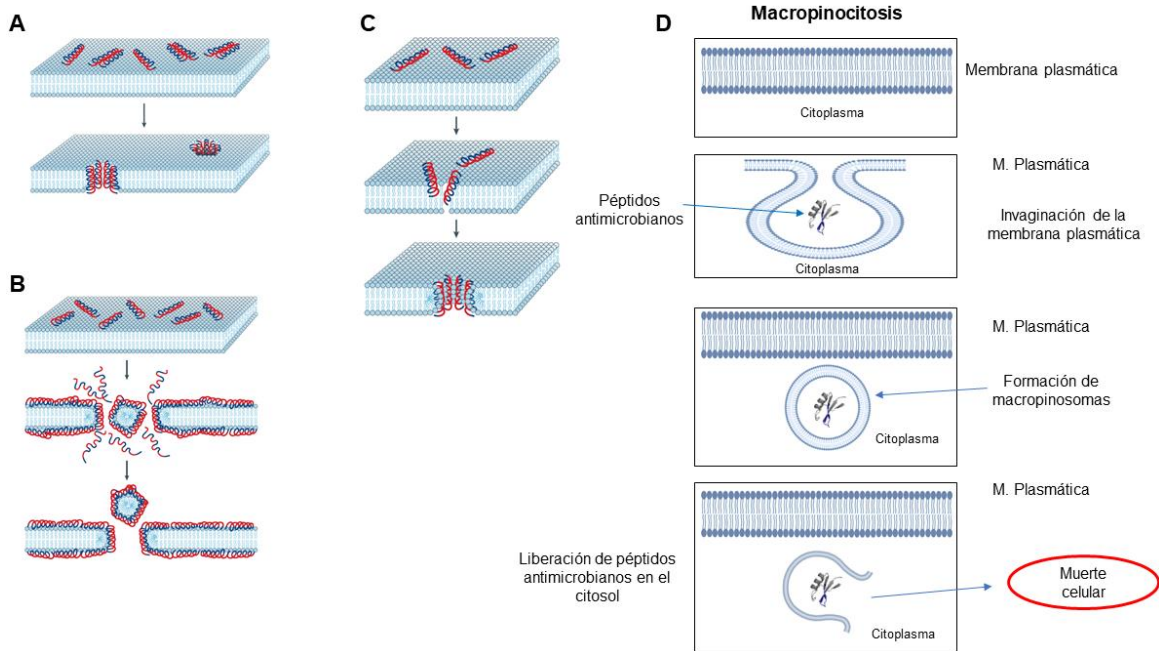 A
B
C
D
Macropinocitosis
Membrana plasmática
Citoplasma
M. Plasmática
Péptidos
antimicrobianos
Invaginación de la
membrana plasmática
Citoplasma
M. Plasmática
Formación de
macropinosomas
Citoplasma
M. Plasmática
Liberación de péptidos
antimicrobianos en el
citosol
Muerte
celular
Citoplasma